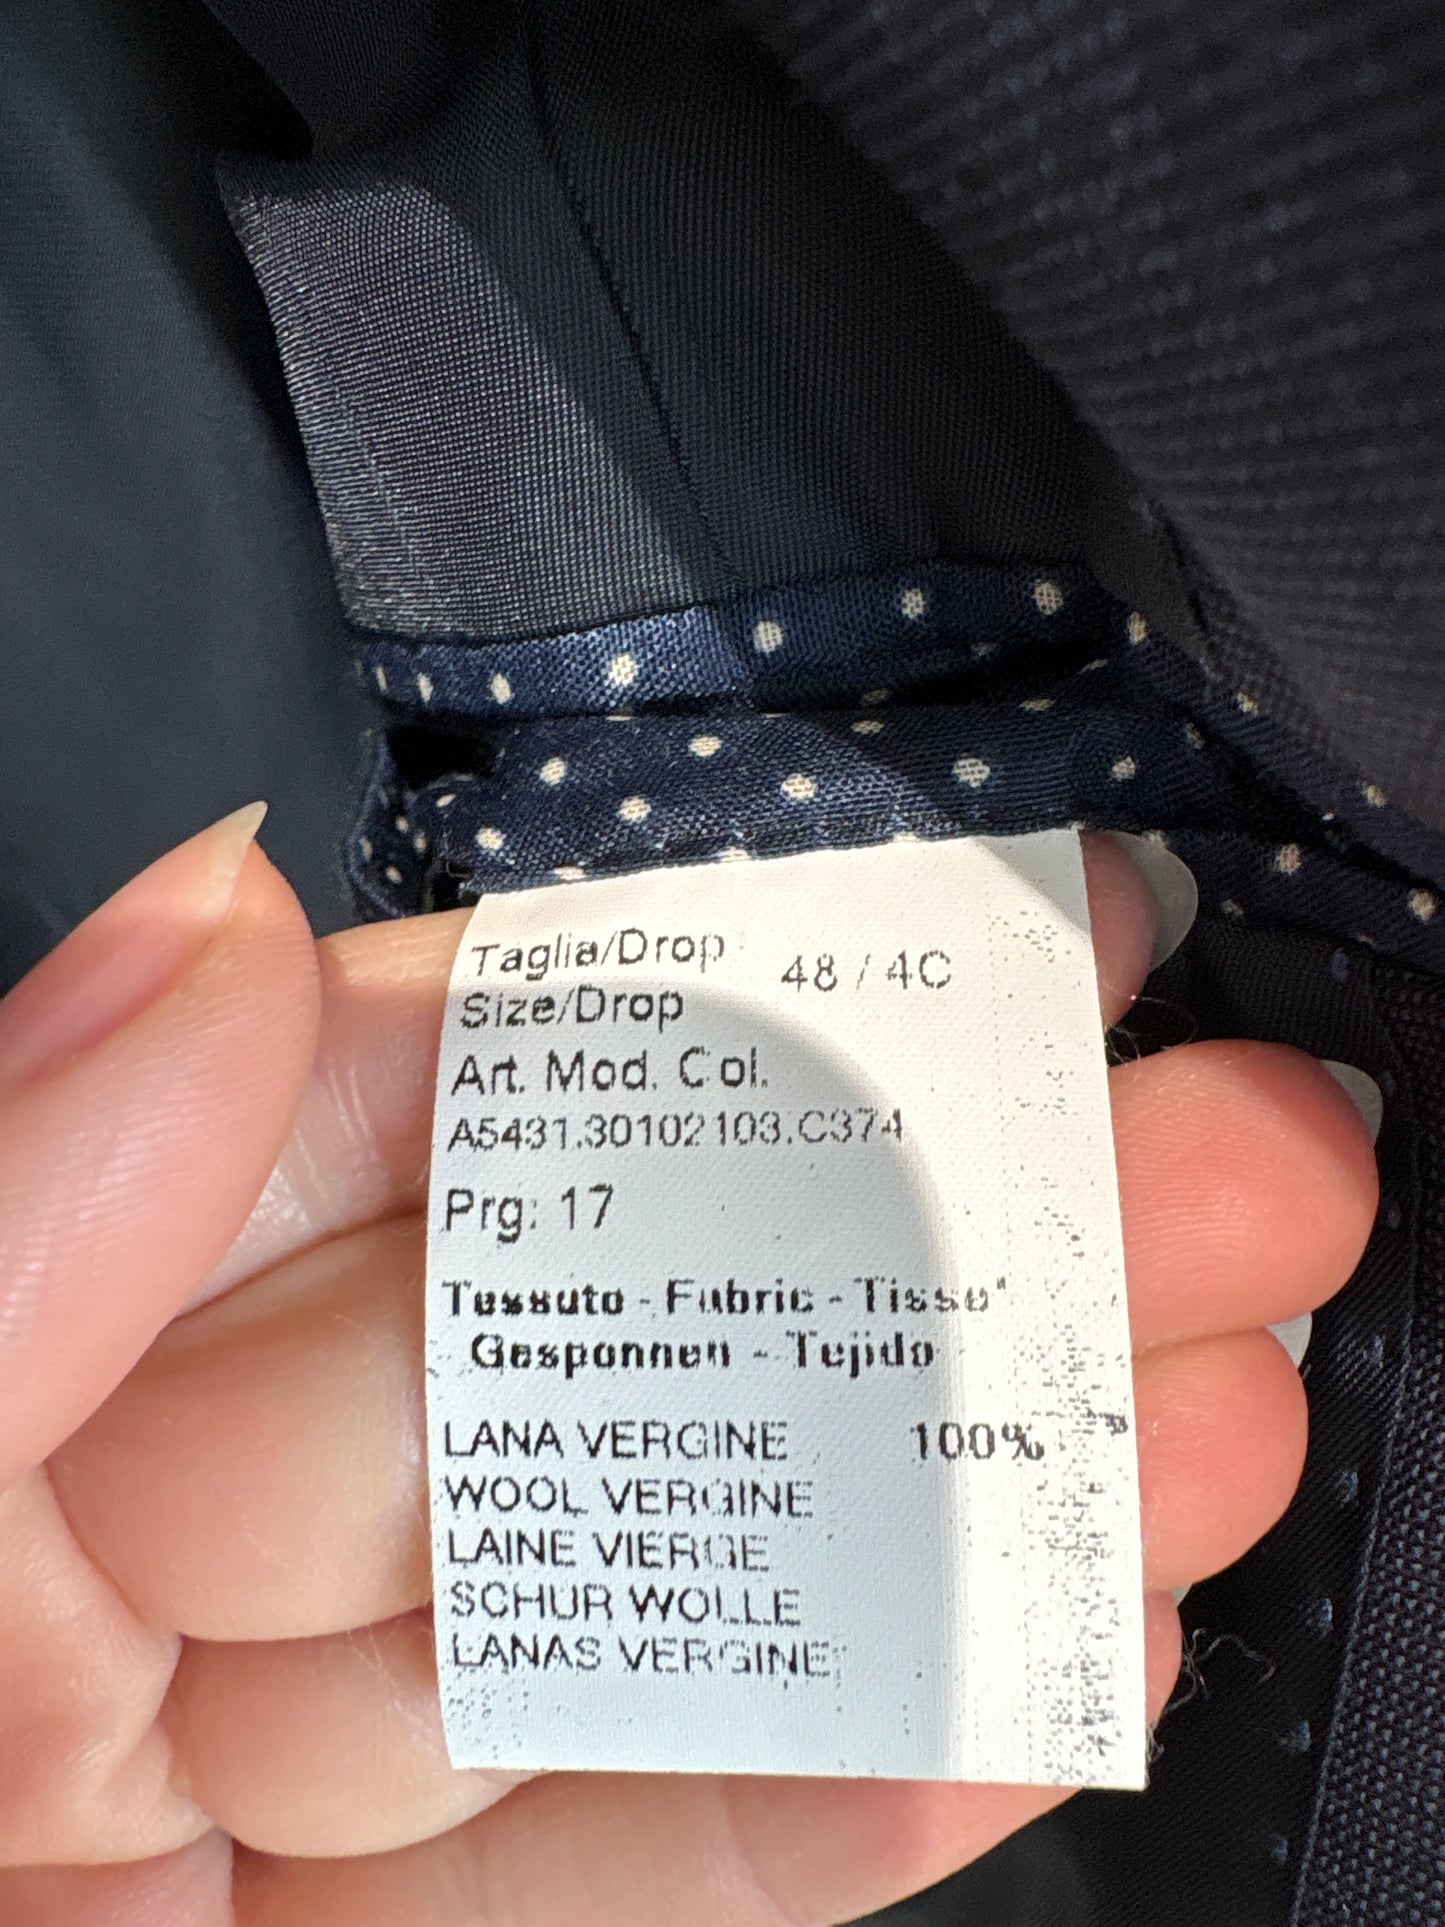 Taglia/Drop 48 / 4C
Size/Drop
Art. Mod. Col.
A5431.30102103.C374
Prg: 17
Tessuto - Fabric - Tissu
Gesponnen - Tejido
LANA VERGINE 100%
WOOL VERGINE
LAINE VIERGE
SCHUR WOLLE
LANAS VERGINE